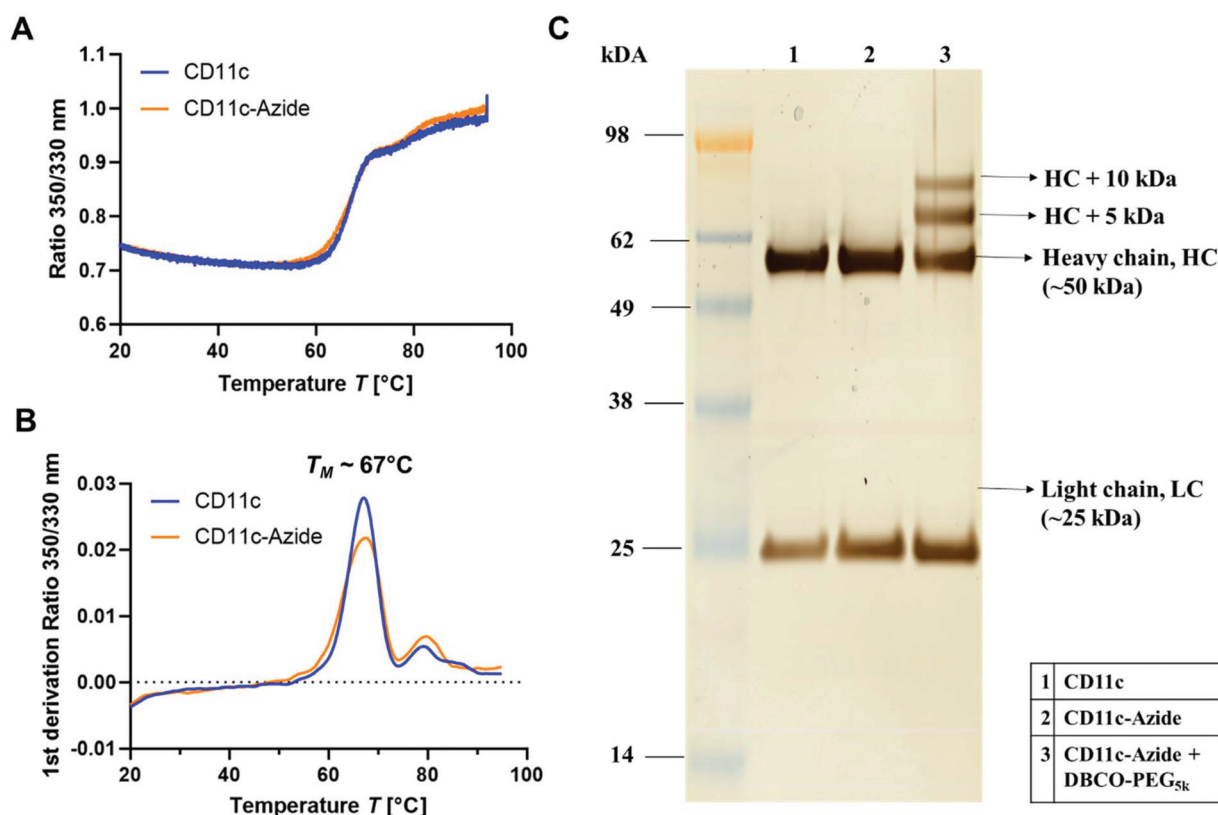 A
Ratio 350/330 nm
1.1
1.0
0.9
0.8
0.7
0.6
CD11c
CD11c-Azide
20
40
60
80
100
Temperature T [°C]
B
1st derivation Ratio 350/330 nm
T_M ~ 67°C
0.03
0.02
0.01
0.00
-0.01
CD11c
CD11c-Azide
20
40
60
80
100
Temperature T [°C]
C
kDA
1
2
3
98
62
49
38
25
14
HC + 10 kDa
HC + 5 kDa
Heavy chain, HC
(~50 kDa)
Light chain, LC
(~25 kDa)
1 CD11c
2 CD11c-Azide
3 CD11c-Azide +
DBCO-PEG5k